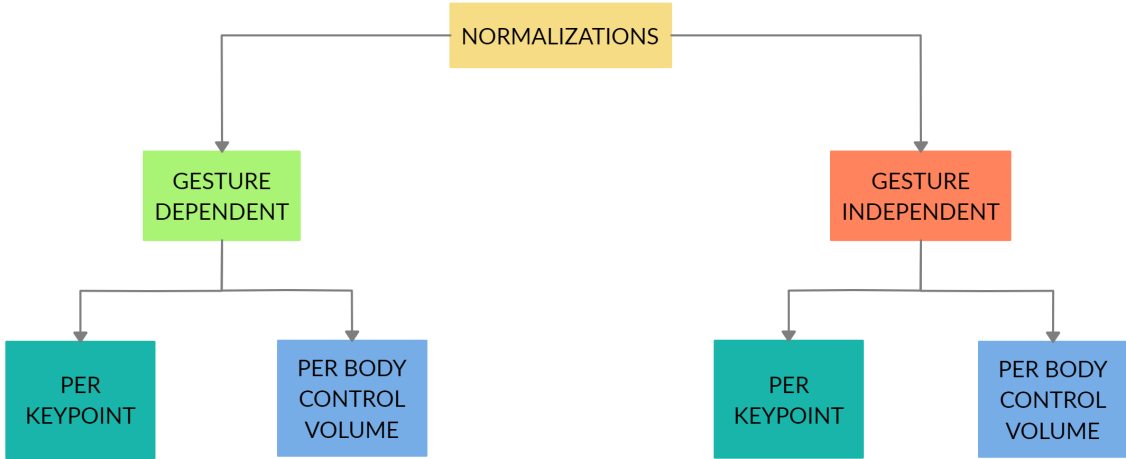 NORMALIZATIONS
GESTURE
DEPENDENT
GESTURE
INDEPENDENT
PER
KEYPOINT
PER BODY
CONTROL
VOLUME
PER
KEYPOINT
PER BODY
CONTROL
VOLUME